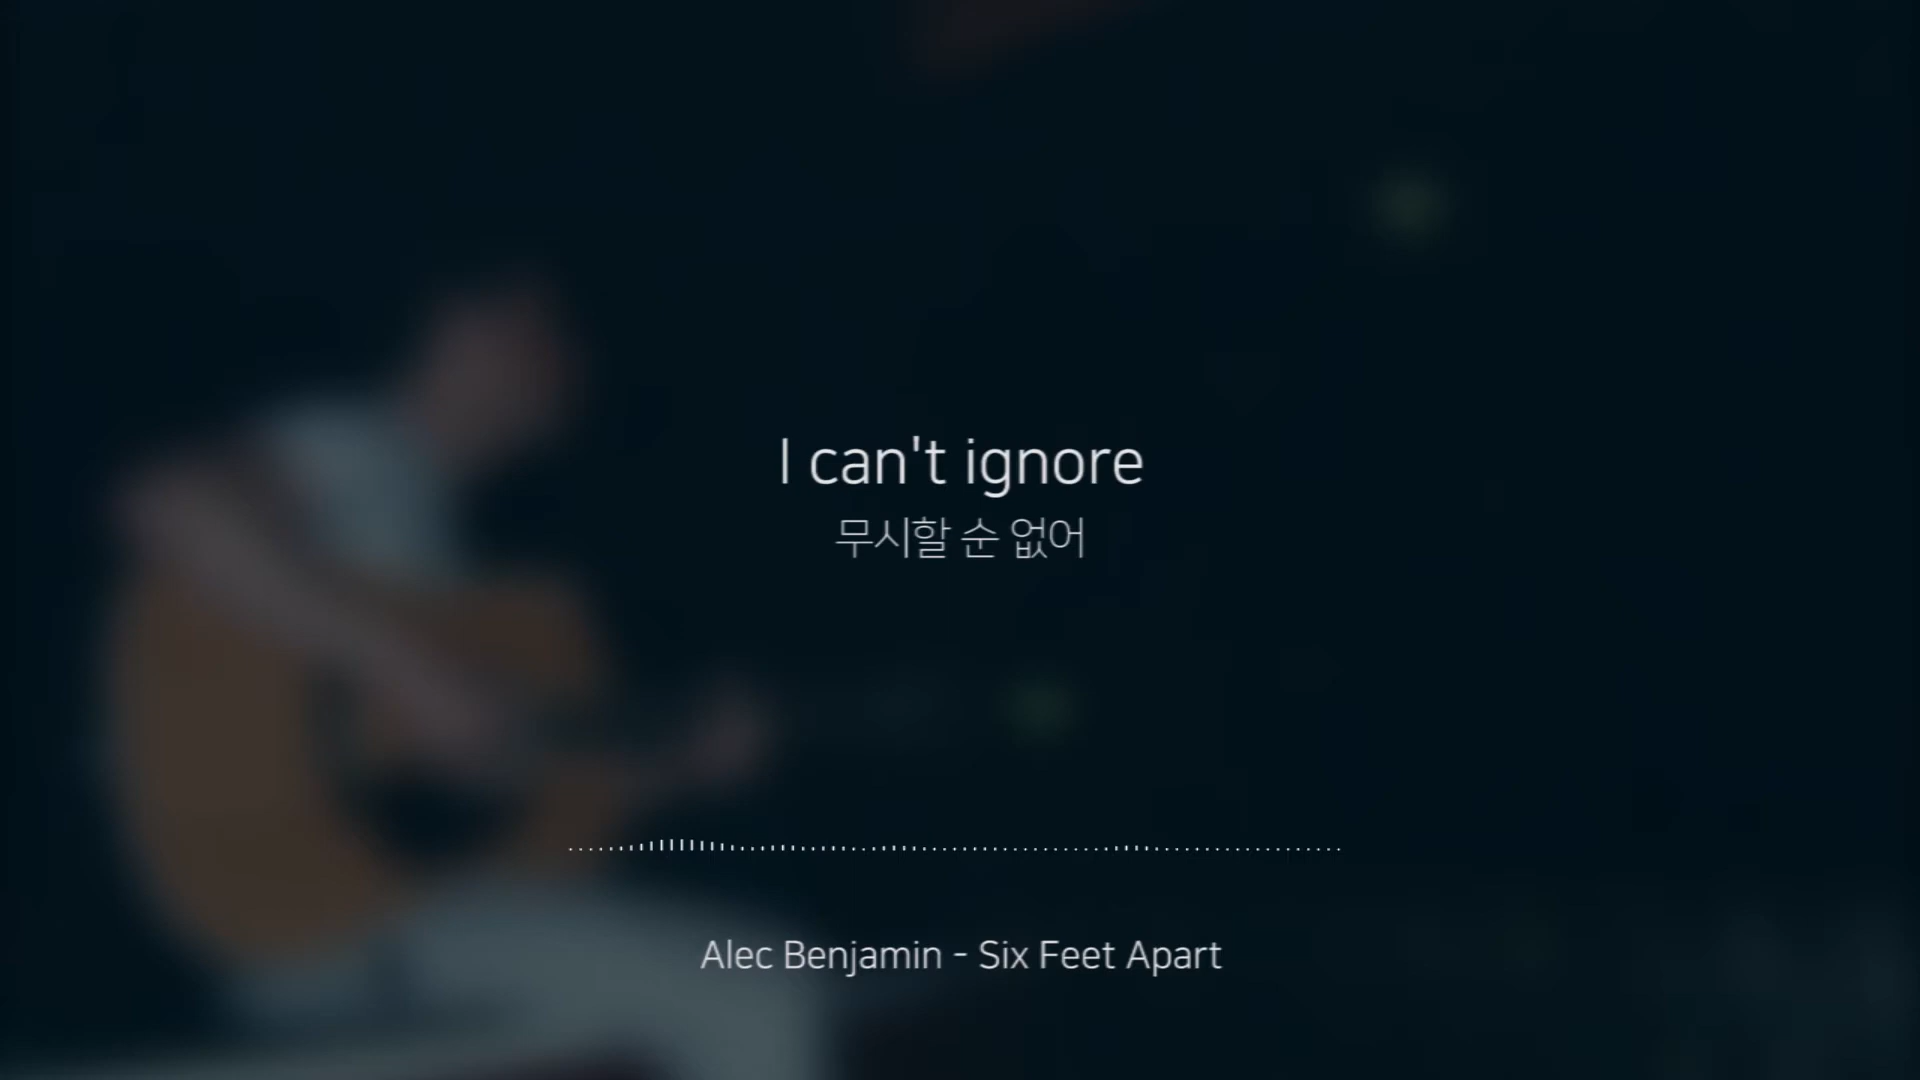 I can't ignore
무시할 순 없어
Alec Benjamin - Six Feet Apart